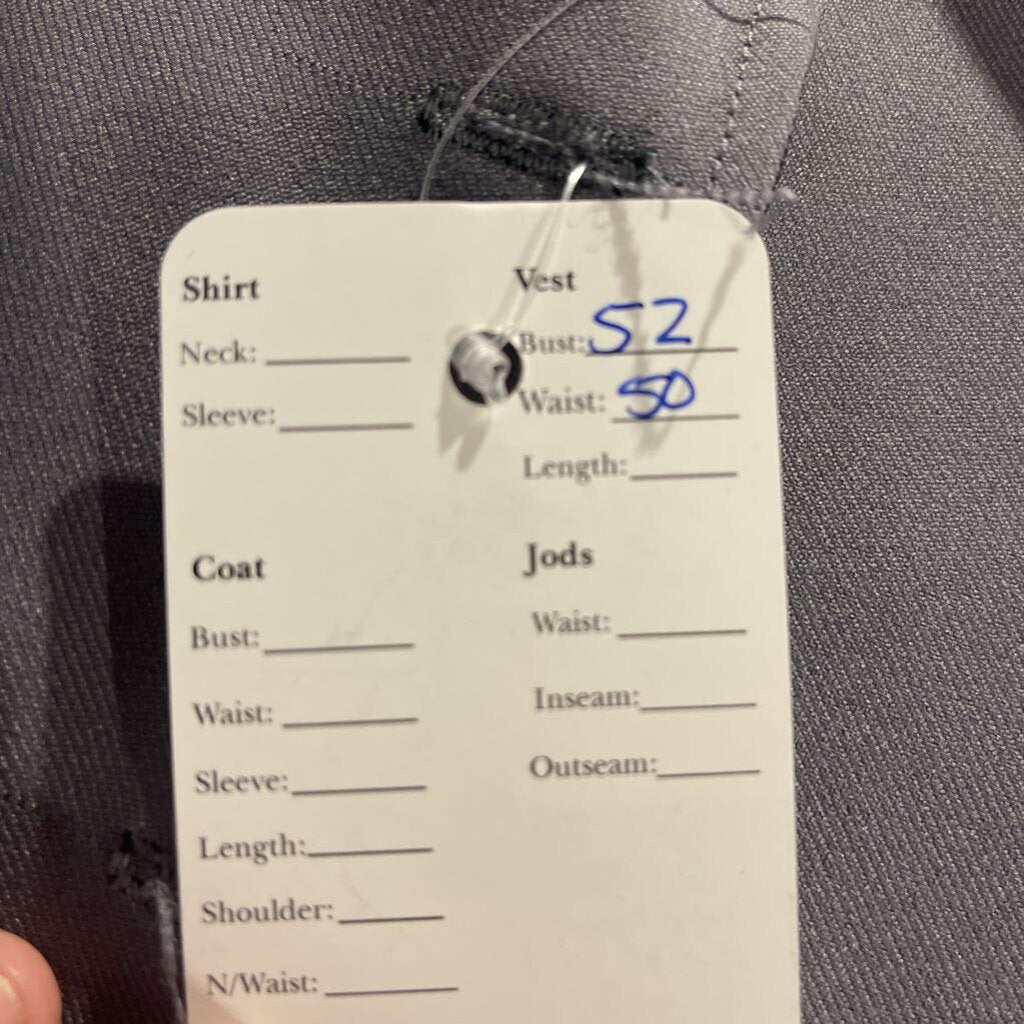 Shirt
Neck:
Sleeve:
Vest
Bust: 52
Waist: 50
Length:
Coat
Bust:
Waist:
Sleeve:
Length:
Shoulder:
N/Waist:
Jods
Waist:
Inseam:
Outseam: